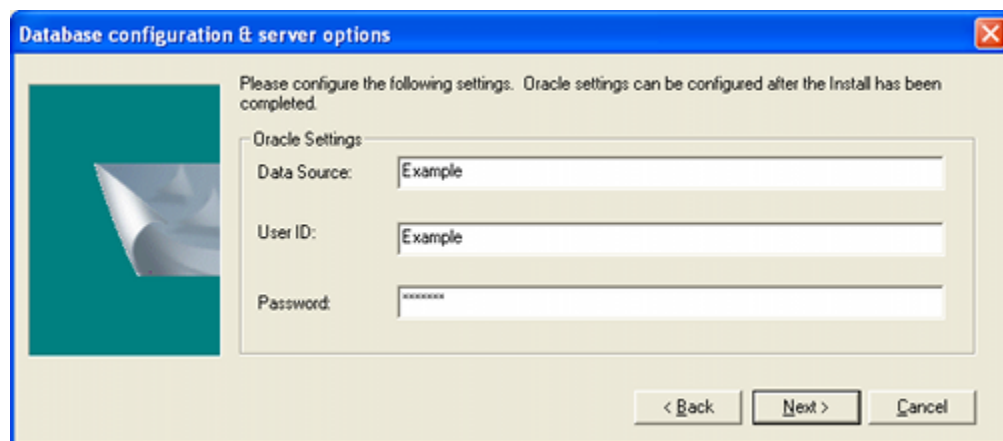 Database configuration & server options
Please configure the following settings. Oracle settings can be configured after the Install has been
completed.
Oracle Settings
Data Source:
Example
User ID:
Example
Password:
*******
< Back
Next >
Cancel